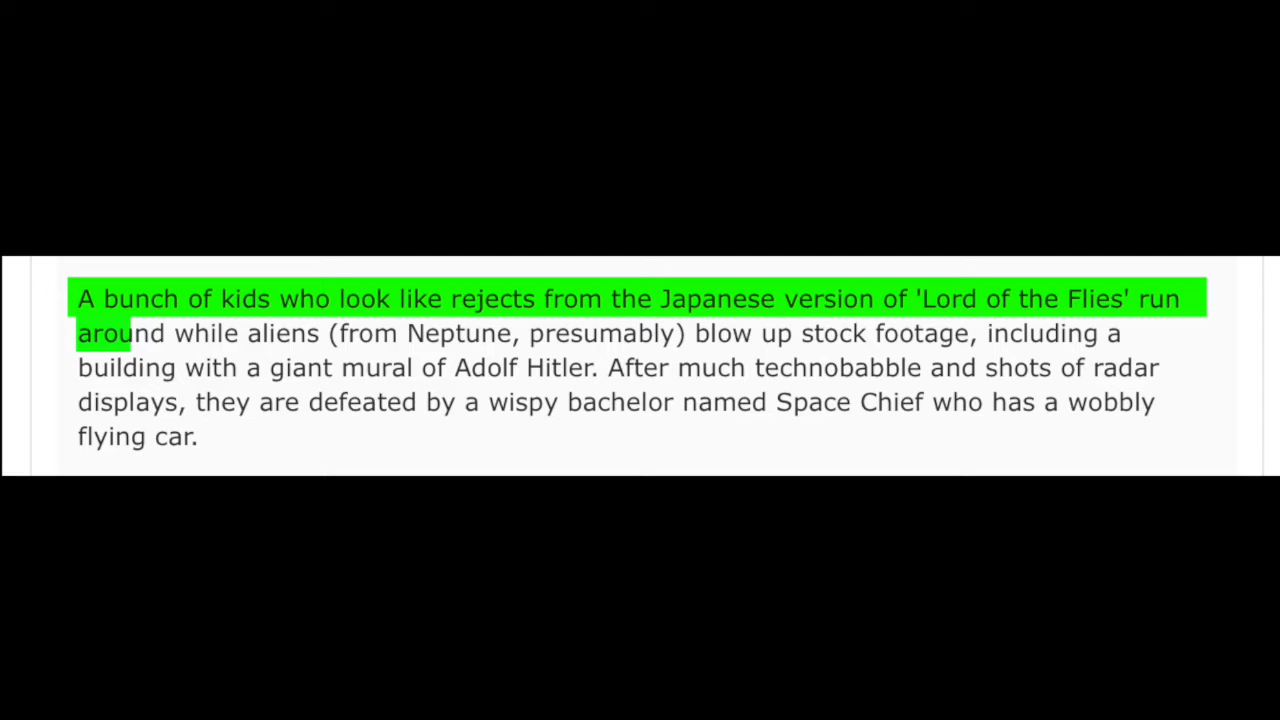 A bunch of kids who look like rejects from the Japanese version of 'Lord of the Flies' run
around while aliens (from Neptune, presumably) blow up stock footage, including a
building with a giant mural of Adolf Hitler. After much technobabble and shots of radar
displays, they are defeated by a wispy bachelor named Space Chief who has a wobbly
flying car.